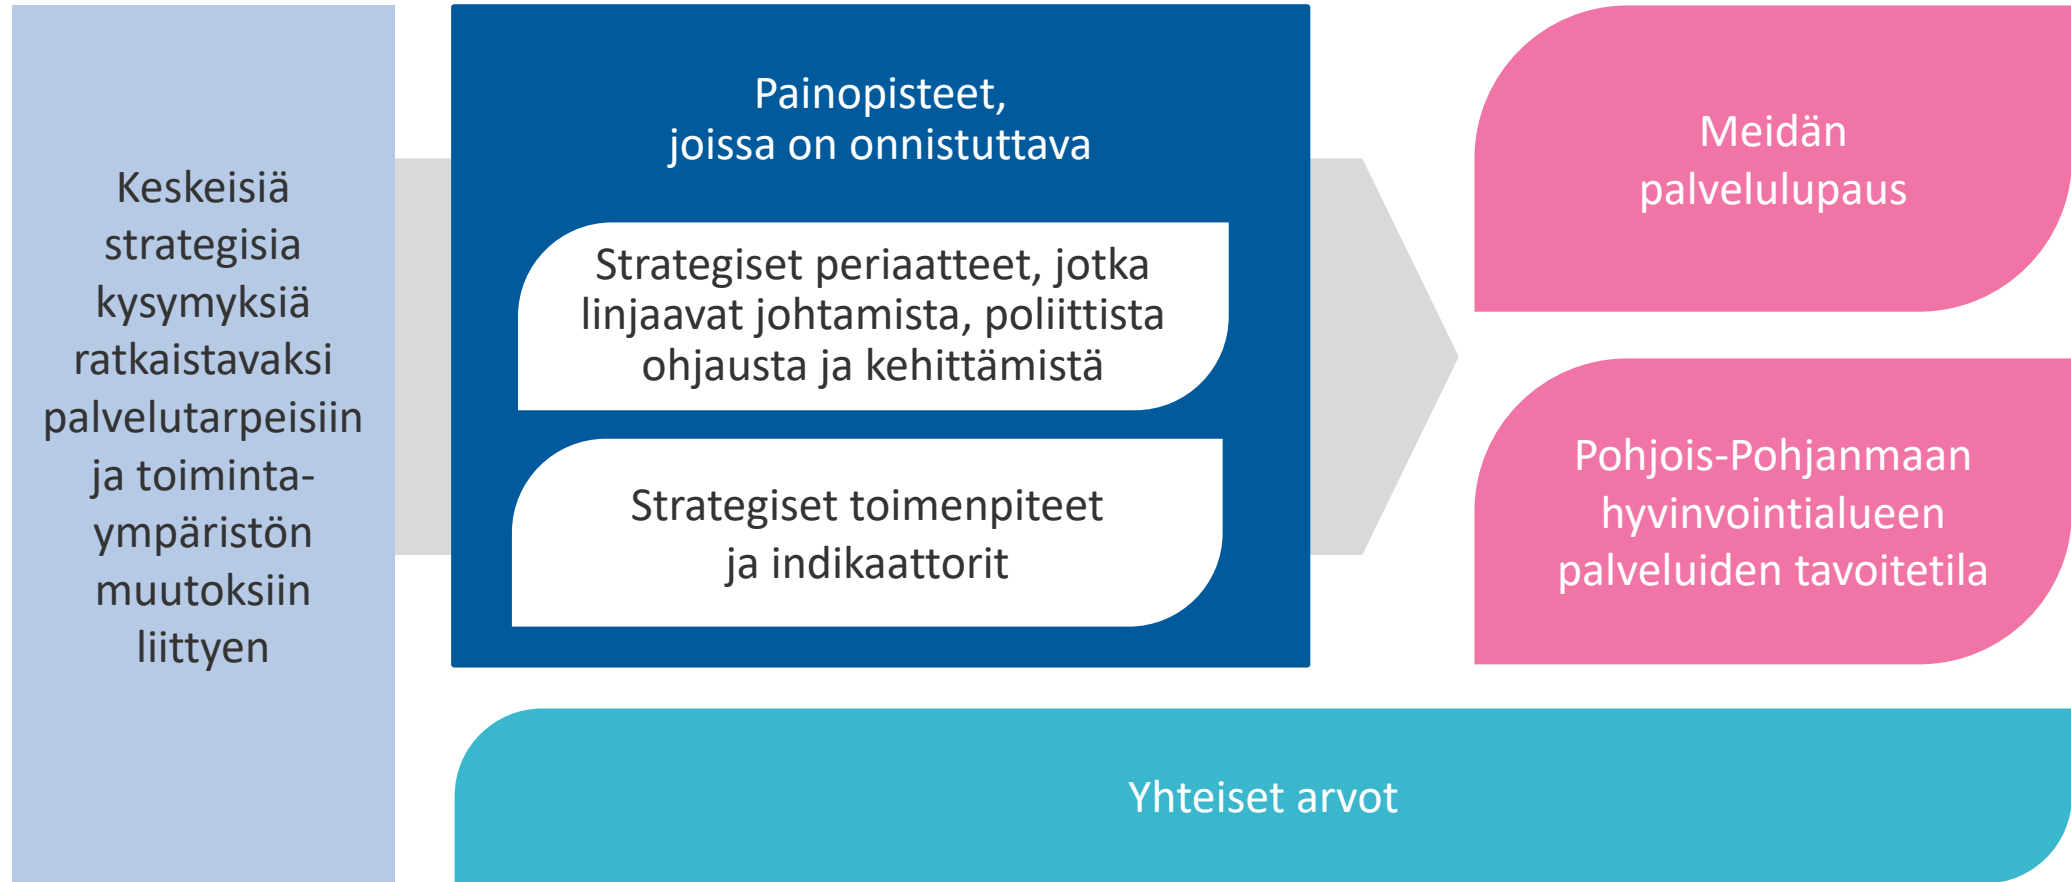 Keskeisiä
strategisia
kysymyksiä
ratkaistavaksi
palvelutarpeisiin
ja toiminta-
ympäristön
muutoksiin
liittyen
Painopisteet,
joissa on onnistuttava
Strategiset periaatteet, jotka
linjaavat johtamista, poliittista
ohjausta ja kehittämistä
Strategiset toimenpiteet
ja indikaattorit
Meidän
palvelulupaus
Pohjois-Pohjanmaan
hyvinvointialueen
palveluiden tavoitetila
Yhteiset arvot